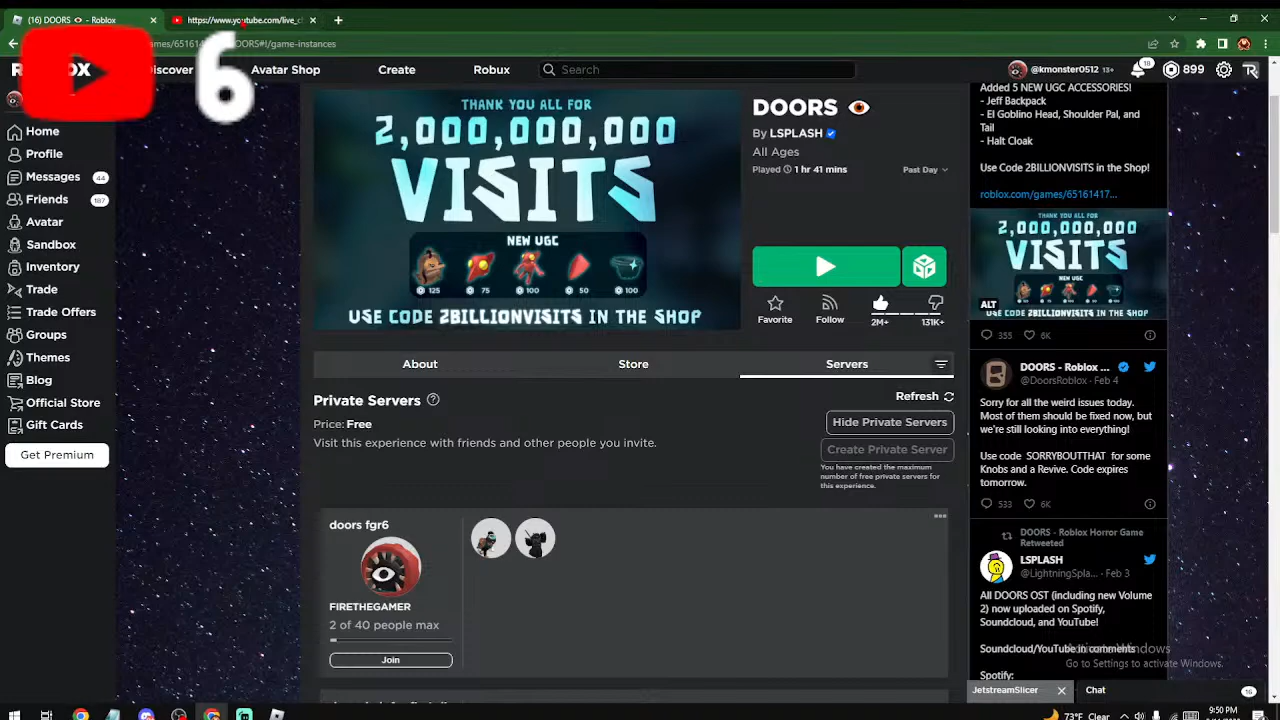 (16) DOORS 👁 - Roblox
https://www.youtube.com/live_c
games/65161
DOORS#!/game-instances
6
Discover
Avatar Shop
Create
Robux
Search
@kmonster0512 13+
18
899
Home
Profile
Messages
44
Friends
187
Avatar
Sandbox
Inventory
Trade
Trade Offers
Groups
Themes
Blog
Official Store
Gift Cards
Get Premium
THANK YOU ALL FOR
2,000,000,000
VISITS
NEW UGC
125
75
100
50
100
USE CODE 2BILLIONVISITS IN THE SHOP
DOORS 👁
By LSPLASH
All Ages
Played 1 hr 41 mins
Past Day
Favorite
Follow
2M+
131K+
About
Store
Servers
Private Servers
Refresh
Price: Free
Visit this experience with friends and other people you invite.
Hide Private Servers
Create Private Server
You have created the maximum
number of free private servers for
this experience.
doors fgr6
FIRETHEGAMER
2 of 40 people max
Join
Added 5 NEW UGC ACCESSORIES!
- Jeff Backpack
- El Goblino Head, Shoulder Pal, and
Tail
- Halt Cloak
Use Code 2BILLIONVISITS in the Shop!
roblox.com/games/65161417...
THANK YOU ALL FOR
2,000,000,000
VISITS
NEW UGC
ALT
USE CODE 2BILLIONVISITS IN THE SHOP
355
6K
DOORS - Roblox ...
@DoorsRoblox - Feb 4
Sorry for all the weird issues today.
Most of them should be fixed now, but
we're still looking into everything!
Use code SORRYBOUTTHAT for some
Knobs and a Revive. Code expires
tomorrow.
533
6K
DOORS - Roblox Horror Game
Retweeted
LSPLASH
@LightningSpla... - Feb 3
All DOORS OST (including new Volume
2) now uploaded on Spotify,
Soundcloud, and YouTube!
Soundcloud/YouTube in comments
Spotify:
Activate Windows
Go to Settings to activate Windows.
JetstreamSlicer
Chat
16
73°F Clear
9:50 PM